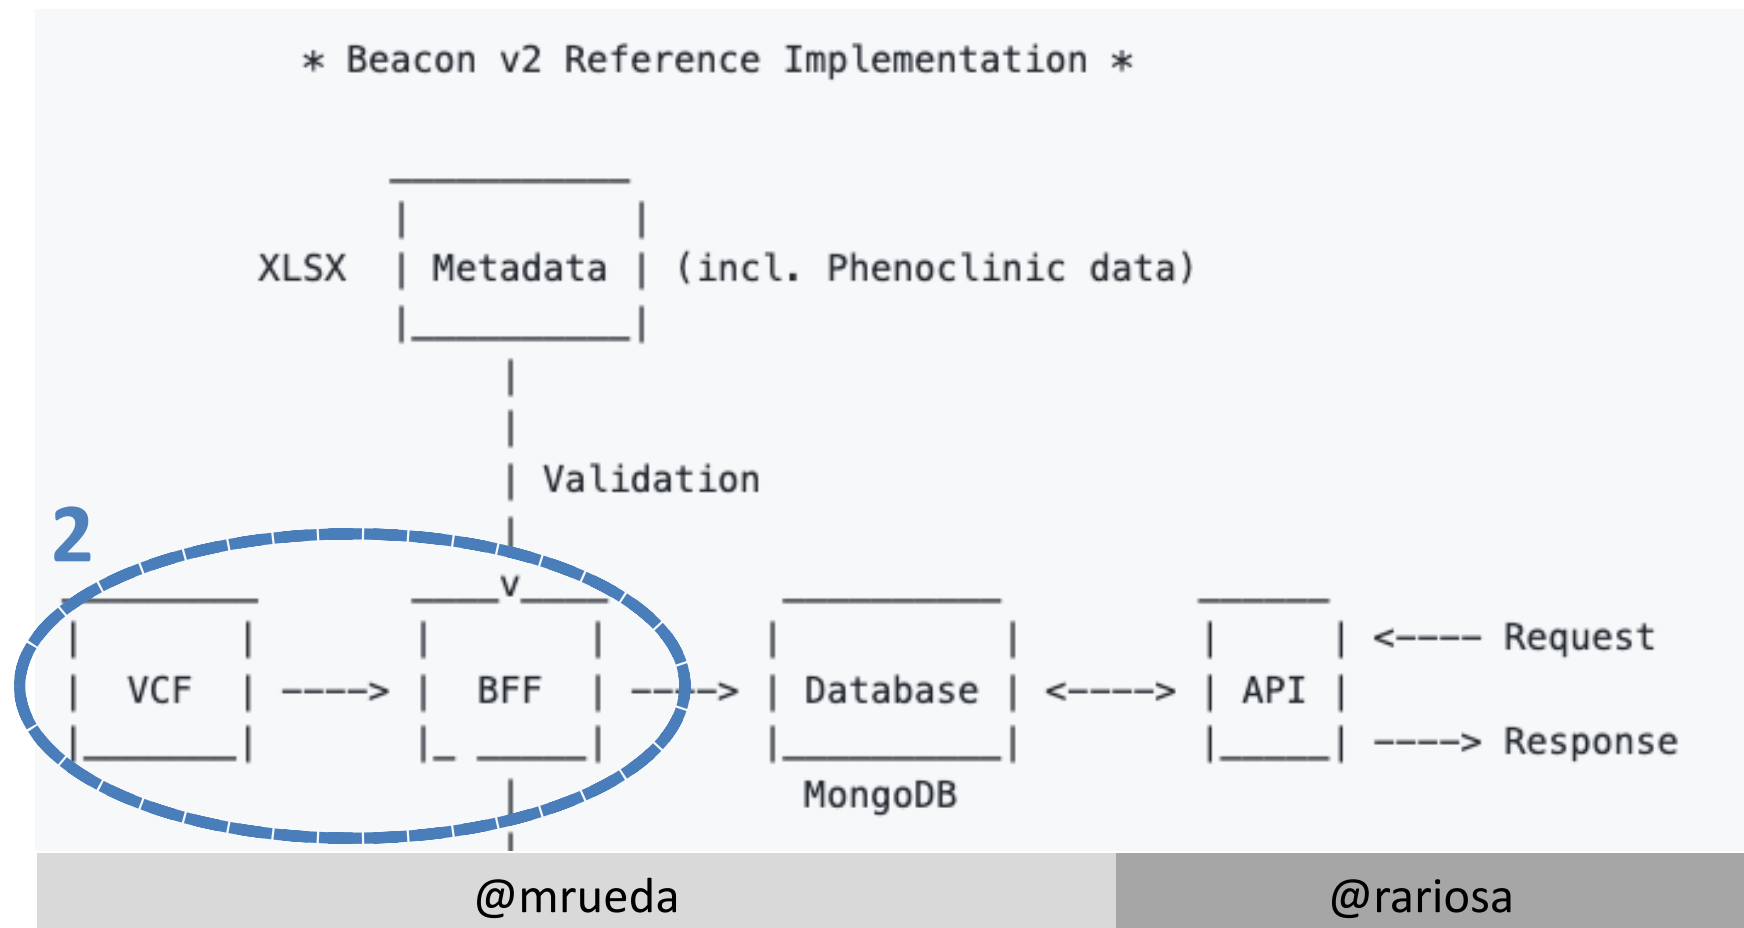 * Beacon v2 Reference Implementation *
XLSX | Metadata | (incl. Phenoclinic data)
| Validation
2
v
<---- Request
| VCF | ----> | BFF | ----> | Database | <----> | API |
----> Response
MongoDB
@mrueda @rariosa